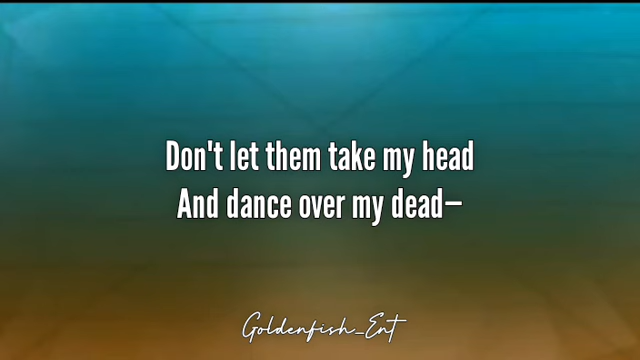 Don't let them take my head
And dance over my dead—
Goldenfish_Ent